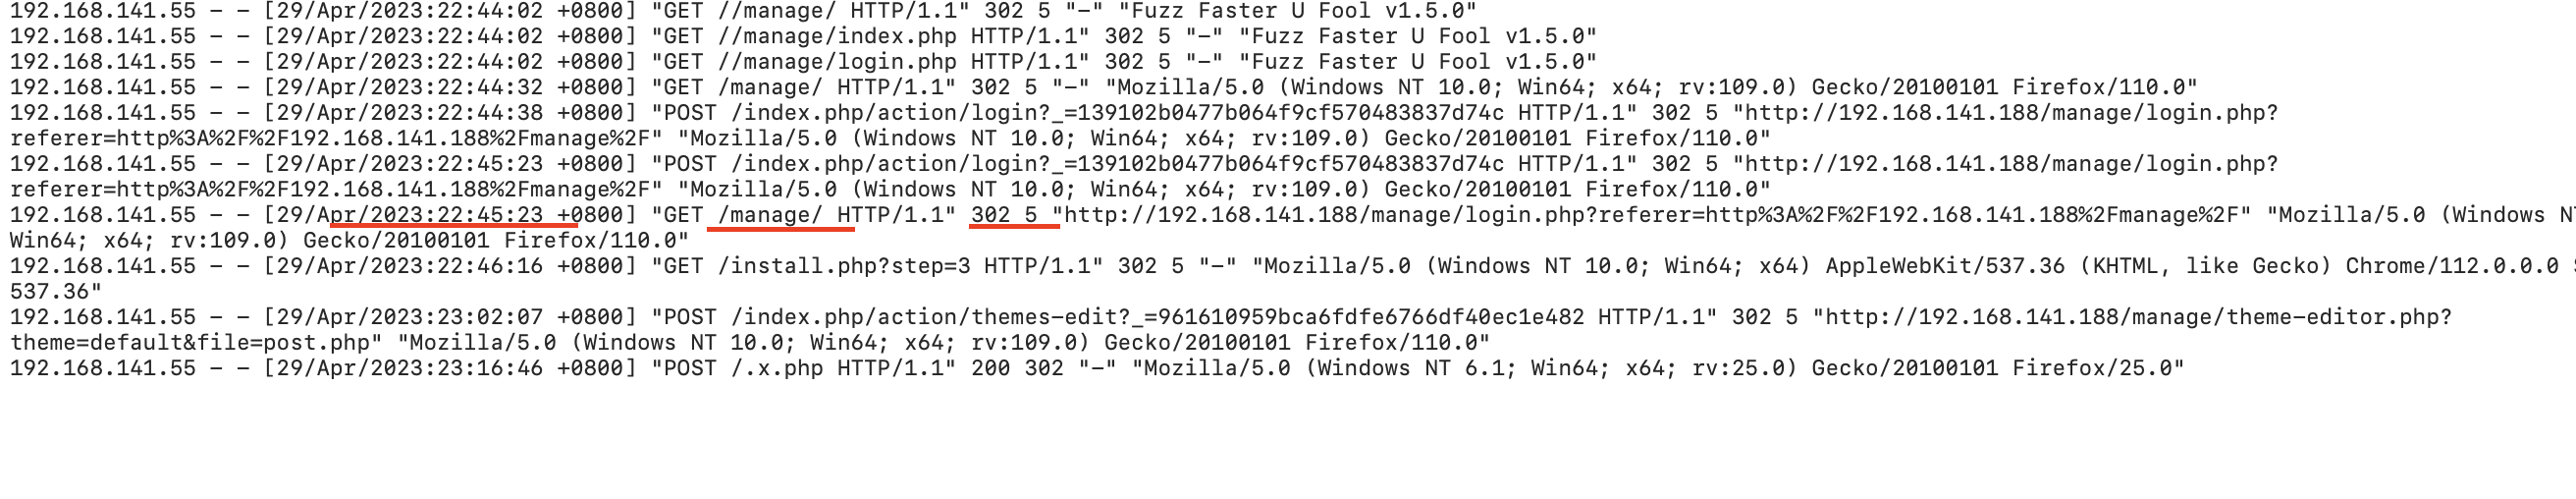 192.168.141.55 - - [29/Apr/2023:22:44:02 +0800] "GET //manage/ HTTP/1.1" 302 5 "-" "Fuzz Faster U Fool v1.5.0"
192.168.141.55 - - [29/Apr/2023:22:44:02 +0800] "GET //manage/index.php HTTP/1.1" 302 5 "-" "Fuzz Faster U Fool v1.5.0"
192.168.141.55 - - [29/Apr/2023:22:44:02 +0800] "GET //manage/login.php HTTP/1.1" 302 5 "-" "Fuzz Faster U Fool v1.5.0"
192.168.141.55 - - [29/Apr/2023:22:44:32 +0800] "GET /manage/ HTTP/1.1" 302 5 "-" "Mozilla/5.0 (Windows NT 10.0; Win64; x64; rv:109.0) Gecko/20100101 Firefox/110.0"
192.168.141.55 - - [29/Apr/2023:22:44:38 +0800] "POST /index.php/action/login?_=139102b0477b064f9cf570483837d74c HTTP/1.1" 302 5 "http://192.168.141.188/manage/login.php?
referer=http%3A%2F%2F192.168.141.188%2Fmanage%2F" "Mozilla/5.0 (Windows NT 10.0; Win64; x64; rv:109.0) Gecko/20100101 Firefox/110.0"
192.168.141.55 - - [29/Apr/2023:22:45:23 +0800] "POST /index.php/action/login?_=139102b0477b064f9cf570483837d74c HTTP/1.1" 302 5 "http://192.168.141.188/manage/login.php?
referer=http%3A%2F%2F192.168.141.188%2Fmanage%2F" "Mozilla/5.0 (Windows NT 10.0; Win64; x64; rv:109.0) Gecko/20100101 Firefox/110.0"
192.168.141.55 - - [29/Apr/2023:22:45:23 +0800] "GET /manage/ HTTP/1.1" 302 5 "http://192.168.141.188/manage/login.php?referer=http%3A%2F%2F192.168.141.188%2Fmanage%2F" "Mozilla/5.0 (Windows
Win64; x64; rv:109.0) Gecko/20100101 Firefox/110.0"
192.168.141.55 - - [29/Apr/2023:22:46:16 +0800] "GET /install.php?step=3 HTTP/1.1" 302 5 "-" "Mozilla/5.0 (Windows NT 10.0; Win64; x64) AppleWebKit/537.36 (KHTML, like Gecko) Chrome/112.0.0.0
537.36"
192.168.141.55 - - [29/Apr/2023:23:02:07 +0800] "POST /index.php/action/themes-edit?_=961610959bca6fdfe6766df40ec1e482 HTTP/1.1" 302 5 "http://192.168.141.188/manage/theme-editor.php?
theme=default&file=post.php" "Mozilla/5.0 (Windows NT 10.0; Win64; x64; rv:109.0) Gecko/20100101 Firefox/110.0"
192.168.141.55 - - [29/Apr/2023:23:16:46 +0800] "POST /.x.php HTTP/1.1" 200 302 "-" "Mozilla/5.0 (Windows NT 6.1; Win64; x64; rv:25.0) Gecko/20100101 Firefox/25.0"